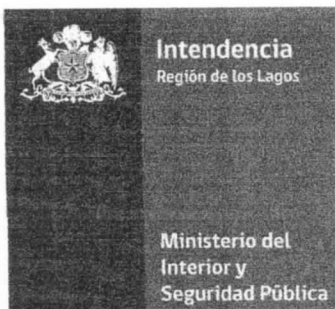 Intendencia
Región de los Lagos
Ministerio del
Interior y
Seguridad Pública